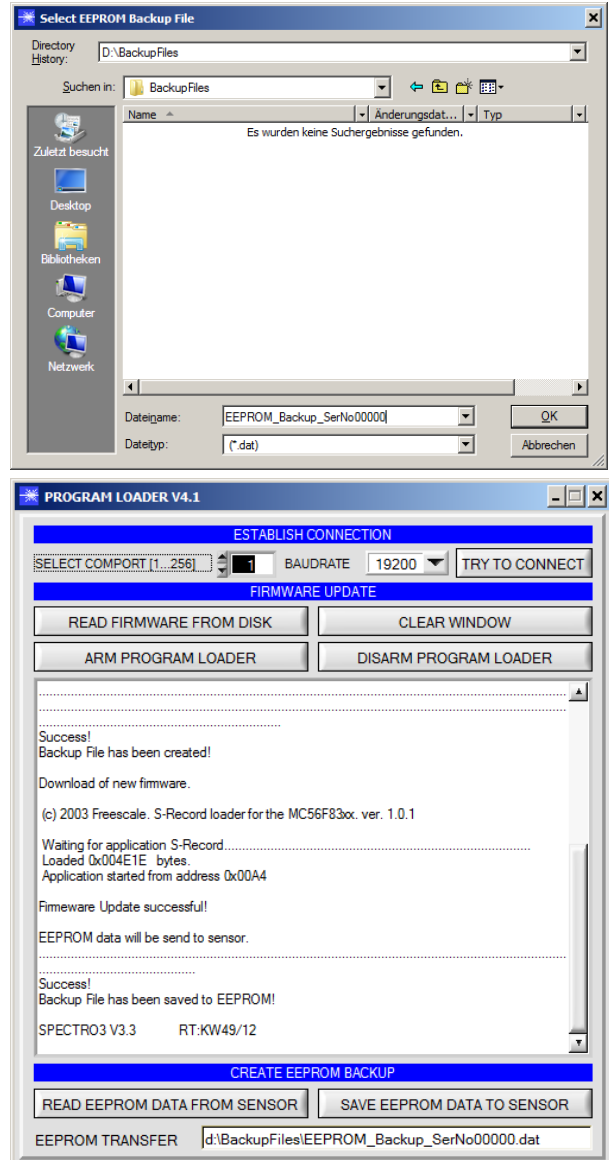 Select EEPROM Backup File
Directory History: D:\BackupFiles
Suchen in: BackupFiles
Name Änderungsdat... Typ
Es wurden keine Suchergebnisse gefunden.
Zuletzt besucht
Desktop
Bibliotheken
Computer
Netzwerk
Dateiname: EEPROM_Backup_SerNo00000 OK
Dateityp: (*.dat) Abbrechen
PROGRAM LOADER V4.1
ESTABLISH CONNECTION
SELECT COMPORT [1...256] 1 BAUDRATE 19200 TRY TO CONNECT
FIRMWARE UPDATE
READ FIRMWARE FROM DISK CLEAR WINDOW
ARM PROGRAM LOADER DISARM PROGRAM LOADER
Success!
Backup File has been created!
Download of new firmware.
(c) 2003 Freescale. S-Record loader for the MC56F83xx. ver. 1.0.1
Waiting for application S-Record...............................................................................
Loaded 0x004E1E bytes.
Application started from address 0x00A4
Firmeware Update successful!
EEPROM data will be send to sensor.
Success!
Backup File has been saved to EEPROM!
SPECTRO3 V3.3 RT:KW49/12
CREATE EEPROM BACKUP
READ EEPROM DATA FROM SENSOR SAVE EEPROM DATA TO SENSOR
EEPROM TRANSFER d:\BackupFiles\EEPROM_Backup_SerNo00000.dat